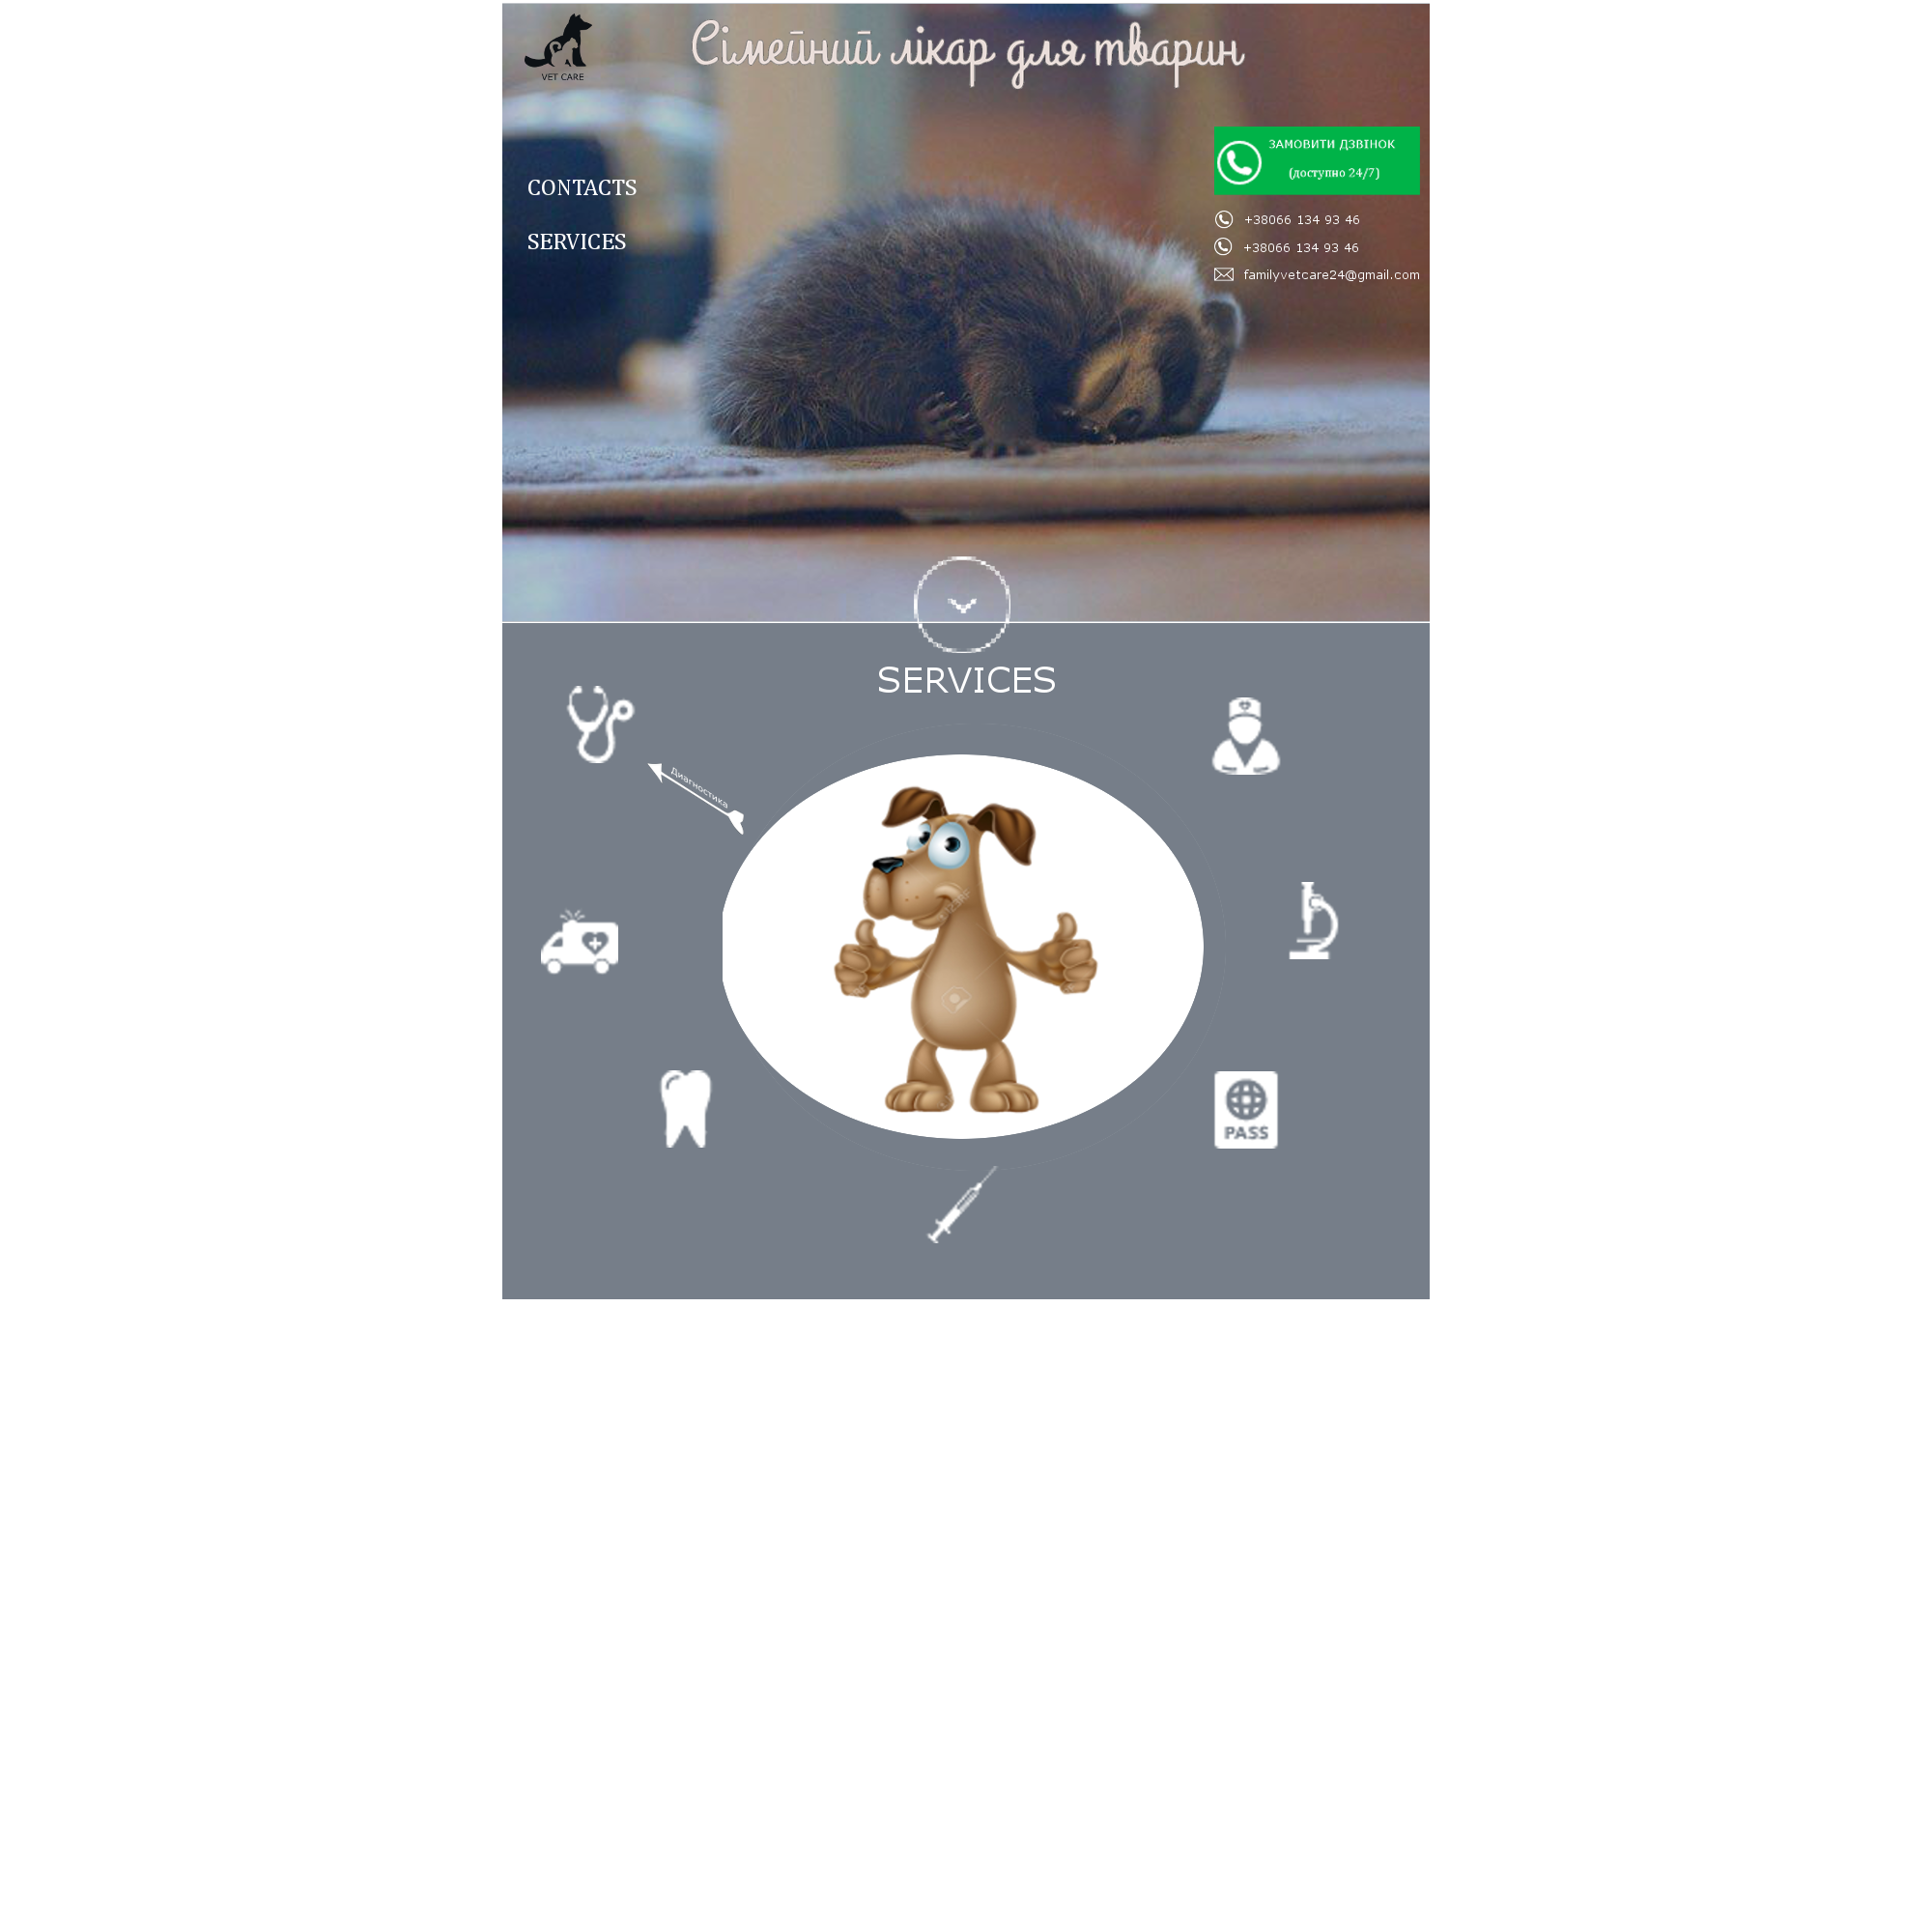 VET CARE
Сімейний лікар для тварин
ЗАМОВИТИ ДЗВІНОК
(доступно 24/7)
CONTACTS
SERVICES
+38066 134 93 46
+38066 134 93 46
familyvetcare24@gmail.com
SERVICES
Диагностика
123RF
PASS